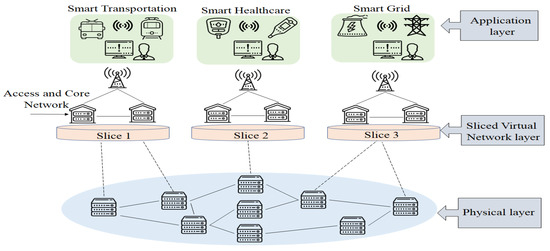 Smart Transportation
Smart Healthcare
Smart Grid
Application
layer
Access and Core
Network
Slice 1
Slice 2
Slice 3
Sliced Virtual
Network layer
Physical layer